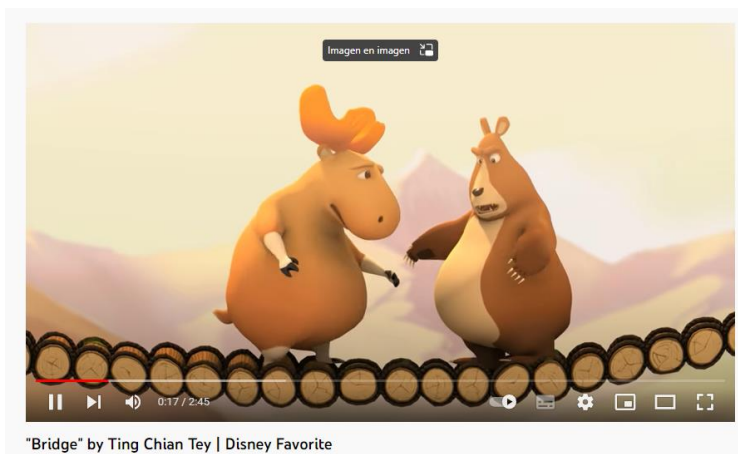 Imagen en imagen
0:17 / 2:45
"Bridge" by Ting Chian Tey | Disney Favorite